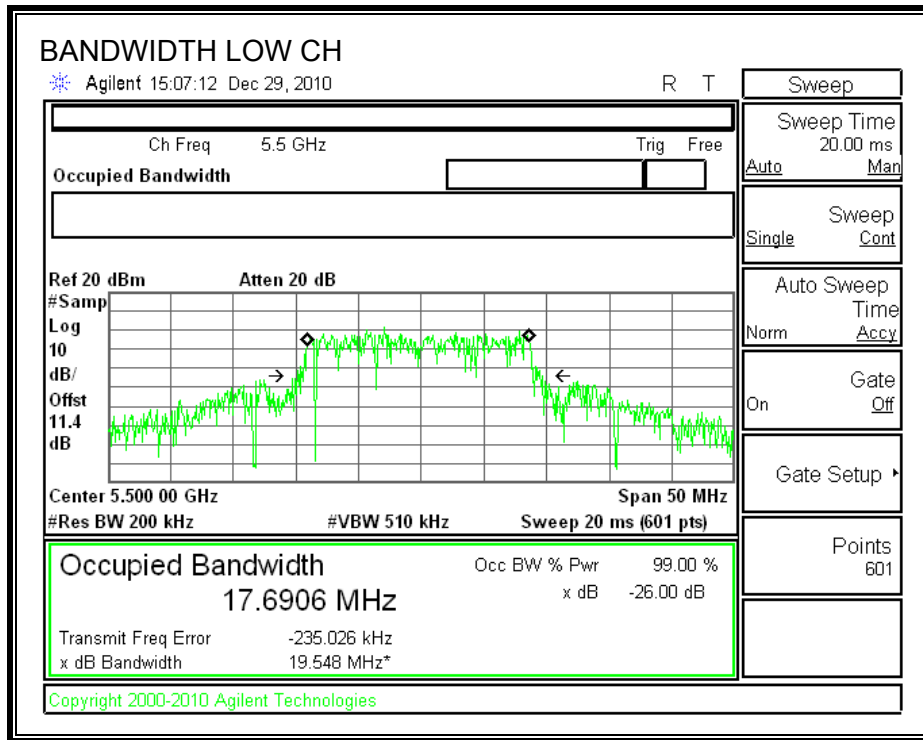 BANDWIDTH LOW CH
Agilent 15:07:12 Dec 29, 2010 R T
Ch Freq 5.5 GHz Trig Free
Occupied Bandwidth
Ref 20 dBm Atten 20 dB
#Samp
Log
10
dB/
Offst
11.4
dB
Center 5.500 00 GHz Span 50 MHz
#Res BW 200 kHz #VBW 510 kHz Sweep 20 ms (601 pts)
Occupied Bandwidth Occ BW % Pwr 99.00 %
17.6906 MHz x dB -26.00 dB
Transmit Freq Error -235.026 kHz
x dB Bandwidth 19.548 MHz*
Copyright 2000-2010 Agilent Technologies
Sweep
Sweep Time
20.00 ms
Auto Man
Sweep
Single Cont
Auto Sweep
Time
Norm Accy
Gate
On Off
Gate Setup
Points
601